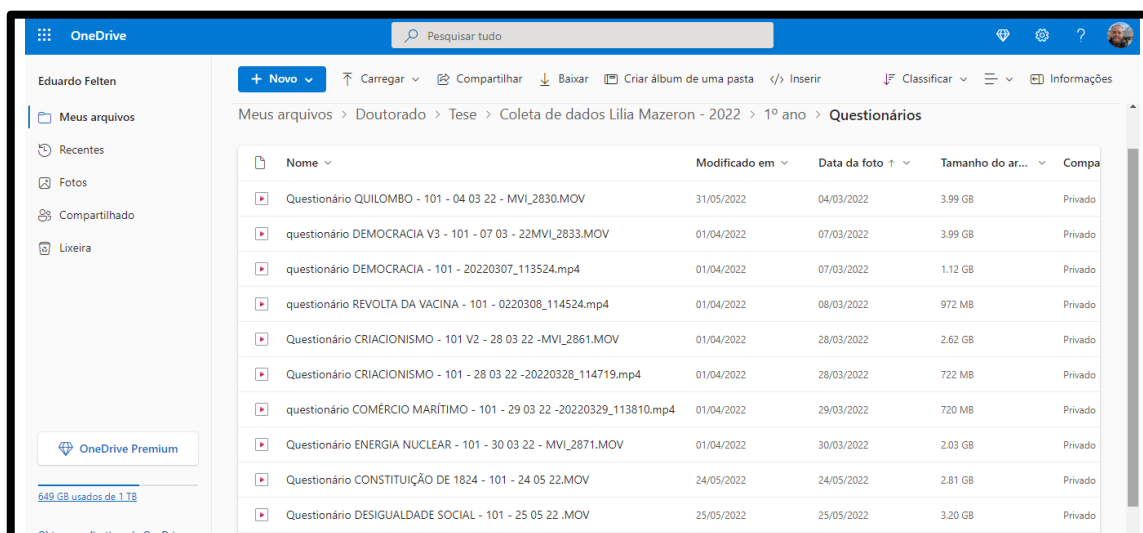 OneDrive
Pesquisar tudo
?
Eduardo Felten
Meus arquivos
Recentes
Fotos
Compartilhado
Lixeira
OneDrive Premium
649 GB usados de 1 TB
+ Novo
Carregar
Compartilhar
Baixar
Criar álbum de uma pasta
</> Inserir
Classificar
Informações
Meus arquivos > Doutorado > Tese > Coleta de dados Lilia Mazeron - 2022 > 1º ano > Questionários
Nome Modificado em Data da foto ↑ Tamanho do ar... Compa
Questionário QUILOMBO - 101 - 04 03 22 - MVI_2830.MOV 31/05/2022 04/03/2022 3.99 GB Privado
questionário DEMOCRACIA V3 - 101 - 07 03 - 22MVI_2833.MOV 01/04/2022 07/03/2022 3.99 GB Privado
questionário DEMOCRACIA - 101 - 20220307_113524.mp4 01/04/2022 07/03/2022 1.12 GB Privado
questionário REVOLTA DA VACINA - 101 - 0220308_114524.mp4 01/04/2022 08/03/2022 972 MB Privado
Questionário CRIACIONISMO - 101 V2 - 28 03 22 -MVI_2861.MOV 01/04/2022 28/03/2022 2.62 GB Privado
Questionário CRIACIONISMO - 101 - 28 03 22 -20220328_114719.mp4 01/04/2022 28/03/2022 722 MB Privado
questionário COMÉRCIO MARÍTIMO - 101 - 29 03 22 -20220329_113810.mp4 01/04/2022 29/03/2022 720 MB Privado
Questionário ENERGIA NUCLEAR - 101 - 30 03 22 - MVI_2871.MOV 01/04/2022 30/03/2022 2.03 GB Privado
Questionário CONSTITUIÇÃO DE 1824 - 101 - 24 05 22.MOV 24/05/2022 24/05/2022 2.81 GB Privado
Questionário DESIGUALDADE SOCIAL - 101 - 25 05 22 .MOV 25/05/2022 25/05/2022 3.20 GB Privado